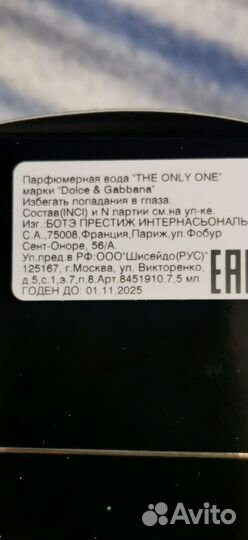 Парфюмерная вода "THE ONLY ONE"
марки "Dolce & Gabbana"
Избегать попадания в глаза.
Состав(INCI) и N партии см.на уп-ке.
Изг.:БОТЭ ПРЕСТИЖ ИНТЕРНАСЬОНАЛЬ
С.А.,75008,Франция,Париж,ул.Фобур
Сент-Оноре, 56/А.
Уп.пред.в РФ:ООО"Шисейдо(РУС)"
125167, г.Москва, ул. Викторенко,
д.5,с.1,э.7,п.8.Арт.8451910.7,5 мл
ГОДЕН ДО: 01.11.2025
EAC
Avito